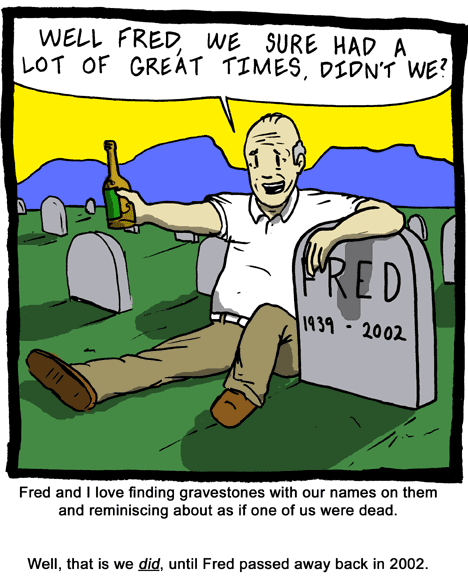 WELL FRED, WE SURE HAD A
LOT OF GREAT TIMES, DIDN'T WE?
FRED
1939 - 2002
Fred and I love finding gravestones with our names on them
and reminiscing about as if one of us were dead.
Well, that is we did, until Fred passed away back in 2002.